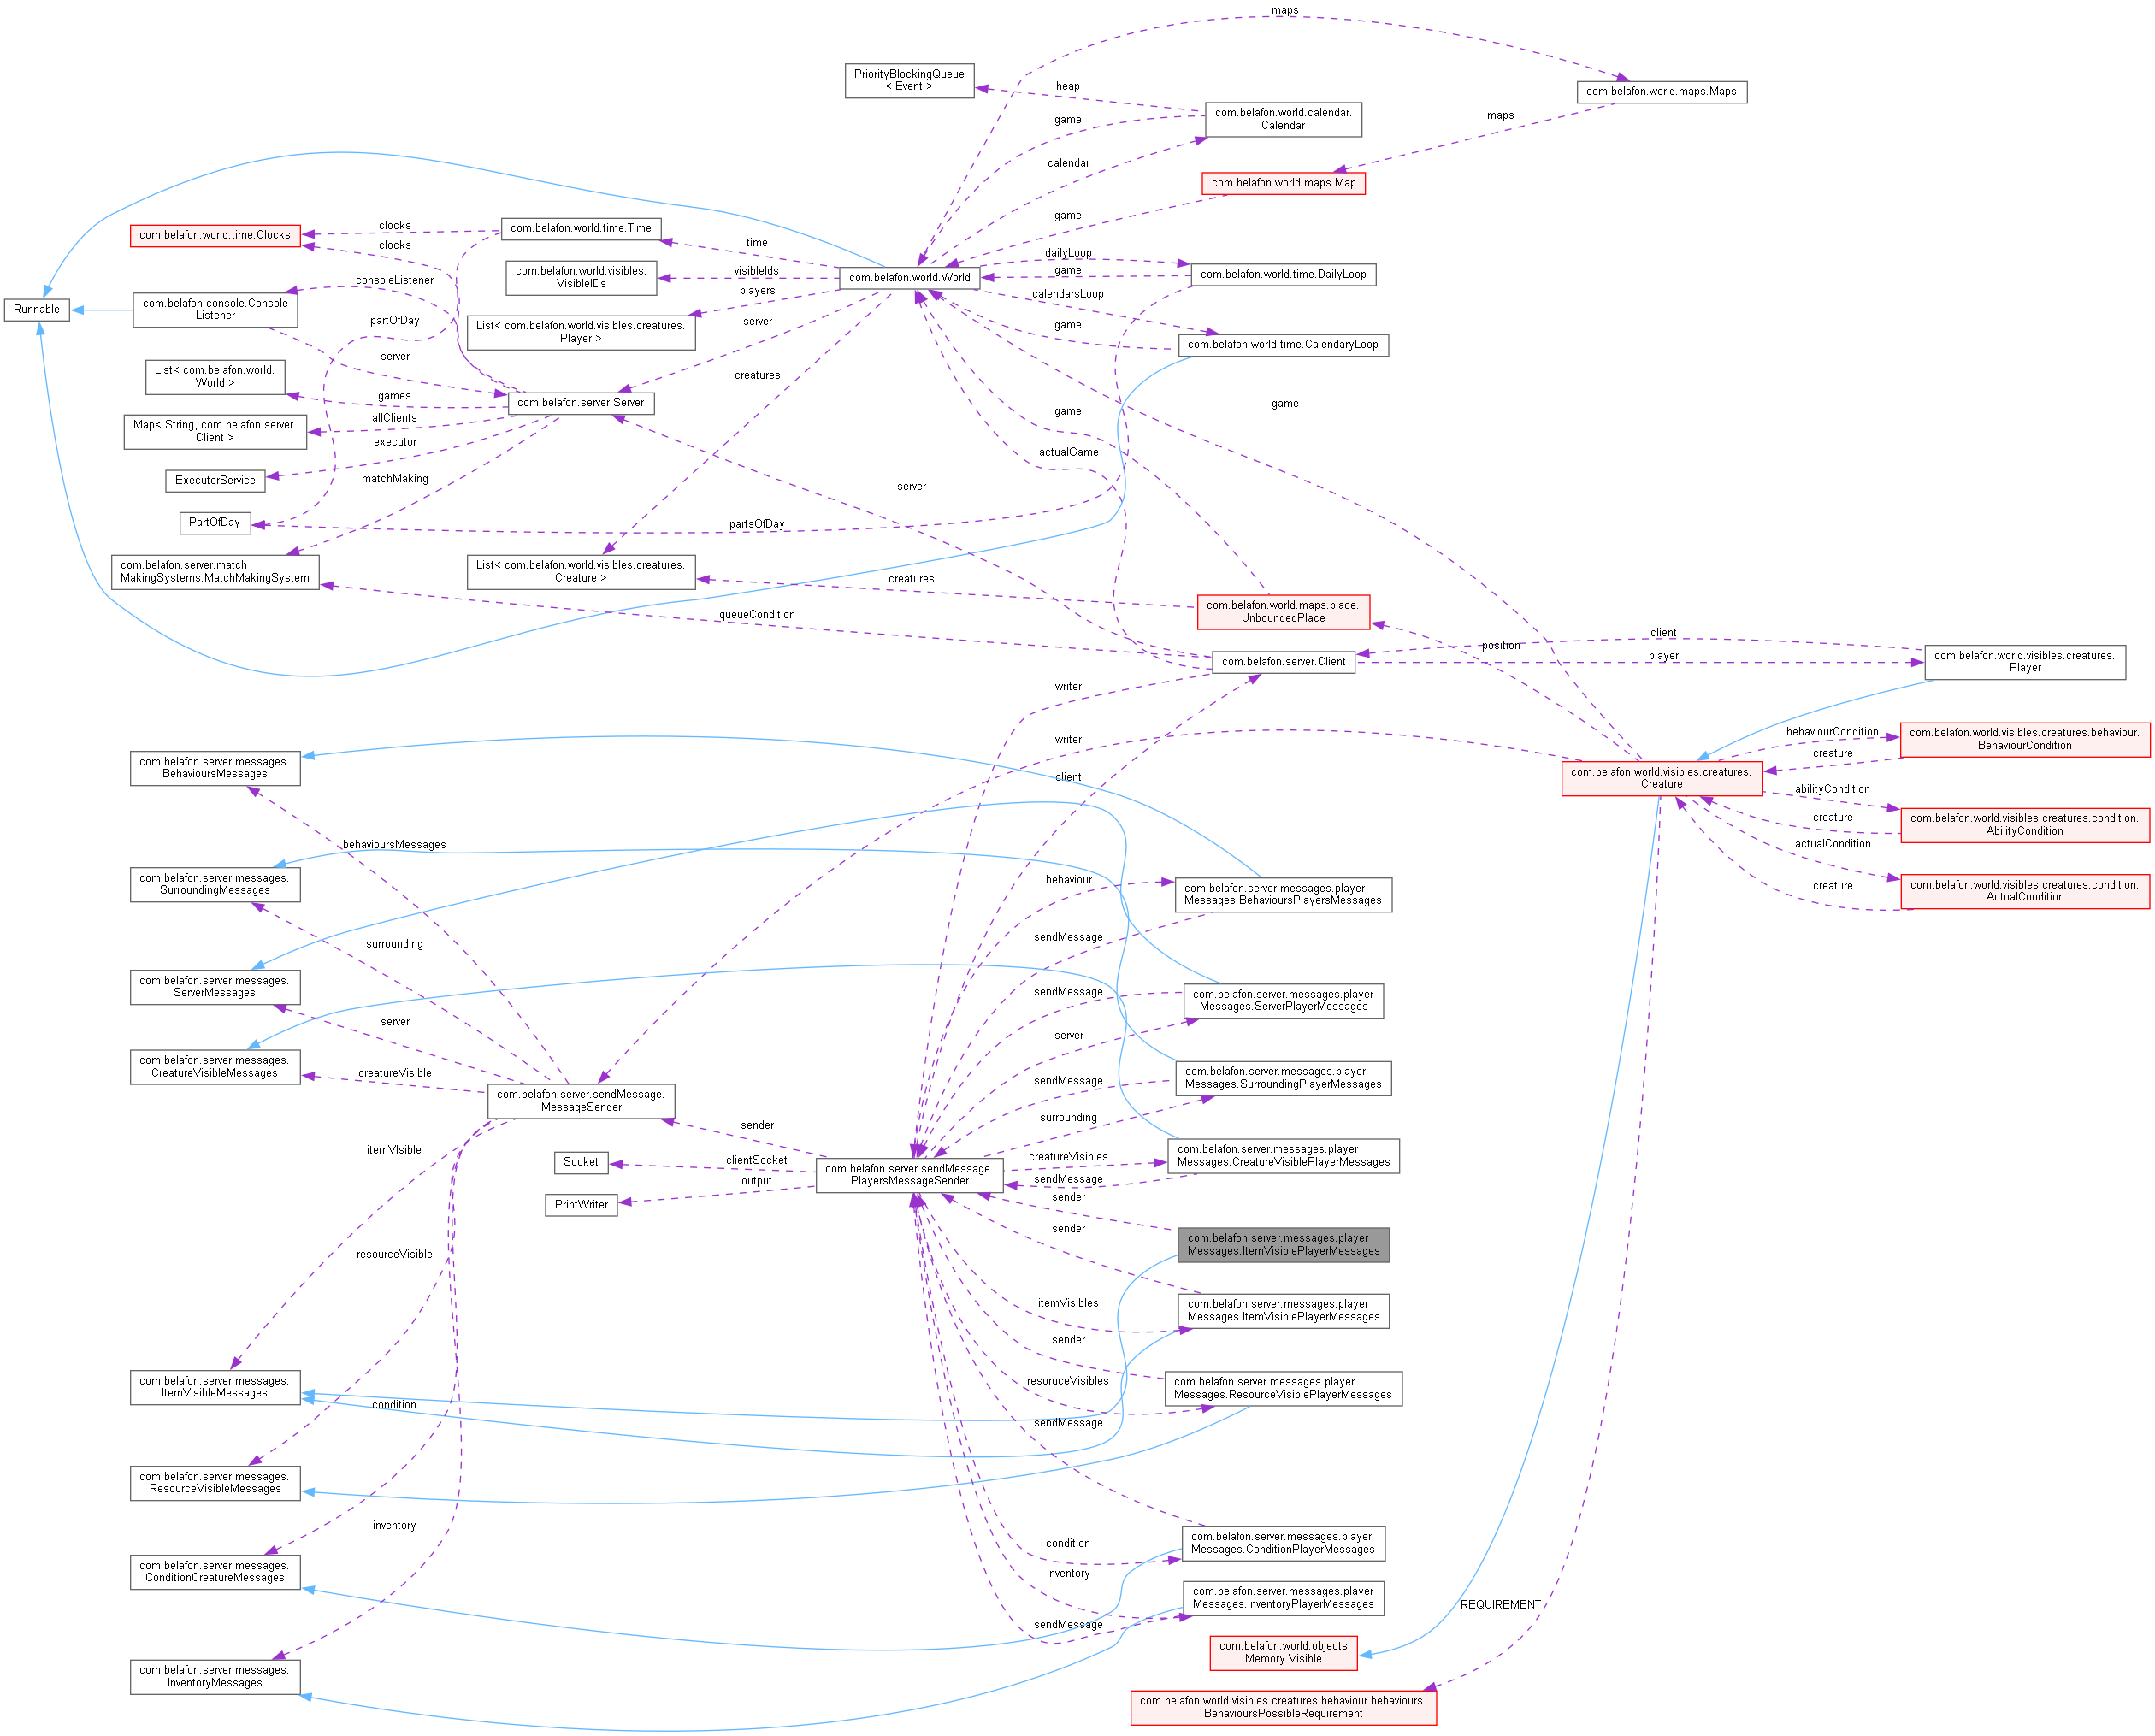 maps
PriorityBlockingQueue
< Event >
heap
com.belafon.world.maps.Maps
com.belafon.world.calendar.
Calendar
game
maps
calendar
com.belafon.world.maps.Map
game
clocks
com.belafon.world.time.Time
com.belafon.world.time.Clocks
clocks
time
dailyLoop
com.belafon.world.visibles.
VisibleIDs
visibleIds
com.belafon.world.World
game
com.belafon.world.time.DailyLoop
consoleListener
players
calendarsLoop
com.belafon.console.Console
Listener
Runnable
partOfDay
List< com.belafon.world.visibles.creatures.
Player >
server
game
com.belafon.world.time.CalendaryLoop
server
List< com.belafon.world.
World >
creatures
games
com.belafon.server.Server
game
game
allClients
Map< String, com.belafon.server.
Client >
executor
actualGame
ExecutorService
matchMaking
server
PartOfDay
partsOfDay
com.belafon.server.match
MakingSystems.MatchMakingSystem
List< com.belafon.world.visibles.creatures.
Creature >
creatures
com.belafon.world.maps.place.
UnboundedPlace
queueCondition
client
position
com.belafon.server.Client
player
com.belafon.world.visibles.creatures.
Player
writer
writer
behaviourCondition
com.belafon.world.visibles.creatures.behaviour.
BehaviourCondition
com.belafon.server.messages.
BehavioursMessages
creature
client
com.belafon.world.visibles.creatures.
Creature
abilityCondition
creature
com.belafon.world.visibles.creatures.condition.
AbilityCondition
behavioursMessages
actualCondition
com.belafon.server.messages.
SurroundingMessages
behaviour
com.belafon.server.messages.player
Messages.BehavioursPlayersMessages
creature
com.belafon.world.visibles.creatures.condition.
ActualCondition
surrounding
sendMessage
com.belafon.server.messages.
ServerMessages
sendMessage
com.belafon.server.messages.player
Messages.ServerPlayerMessages
server
server
com.belafon.server.messages.
CreatureVisibleMessages
creatureVisible
sendMessage
com.belafon.server.messages.player
Messages.SurroundingPlayerMessages
com.belafon.server.sendMessage.
MessageSender
surrounding
sender
itemVIsible
Socket
clientSocket
com.belafon.server.sendMessage.
PlayersMessageSender
creatureVisibles
com.belafon.server.messages.player
Messages.CreatureVisiblePlayerMessages
output
sendMessage
PrintWriter
sender
sender
com.belafon.server.messages.player
Messages.ItemVisiblePlayerMessages
resourceVisible
itemVisibles
com.belafon.server.messages.player
Messages.ItemVisiblePlayerMessages
sender
com.belafon.server.messages.
ItemVisibleMessages
resoruceVisibles
com.belafon.server.messages.player
Messages.ResourceVisiblePlayerMessages
condition
sendMessage
com.belafon.server.messages.
ResourceVisibleMessages
inventory
condition
com.belafon.server.messages.player
Messages.ConditionPlayerMessages
com.belafon.server.messages.
ConditionCreatureMessages
inventory
com.belafon.server.messages.player
Messages.InventoryPlayerMessages
REQUIREMENT
sendMessage
com.belafon.world.objects
Memory.Visible
com.belafon.server.messages.
InventoryMessages
com.belafon.world.visibles.creatures.behaviour.behaviours.
BehavioursPossibleRequirement